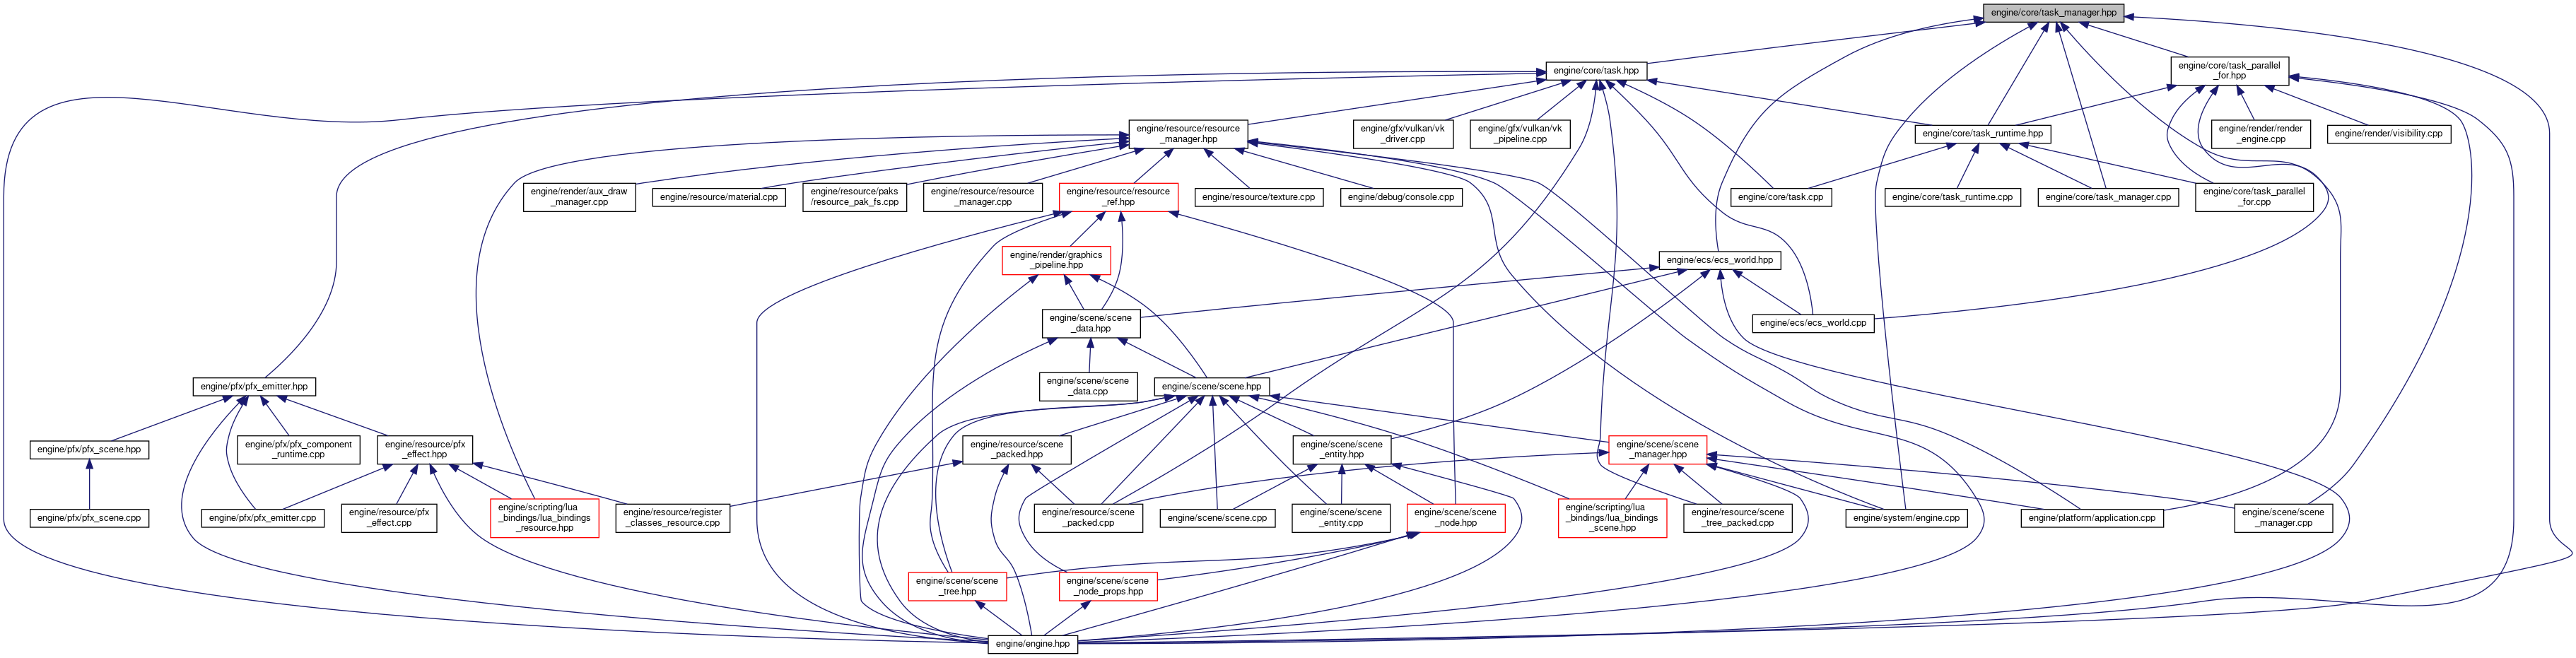 engine/core/task_manager.hpp
engine/core/task.hpp
engine/core/task_parallel
_for.hpp
engine/resource/resource
_manager.hpp
engine/gfx/vulkan/vk
_driver.cpp
engine/gfx/vulkan/vk
_pipeline.cpp
engine/core/task_runtime.hpp
engine/render/render
_engine.cpp
engine/render/visibility.cpp
engine/render/aux_draw
_manager.cpp
engine/resource/material.cpp
engine/resource/paks
/resource_pak_fs.cpp
engine/resource/resource
_manager.cpp
engine/resource/resource
_ref.hpp
engine/resource/texture.cpp
engine/debug/console.cpp
engine/core/task.cpp
engine/core/task_runtime.cpp
engine/core/task_manager.cpp
engine/core/task_parallel
_for.cpp
engine/render/graphics
_pipeline.hpp
engine/ecs/ecs_world.hpp
engine/scene/scene
_data.hpp
engine/ecs/ecs_world.cpp
engine/pfx/pfx_emitter.hpp
engine/scene/scene
_data.cpp
engine/scene/scene.hpp
engine/pfx/pfx_scene.hpp
engine/pfx/pfx_component
_runtime.cpp
engine/resource/pfx
_effect.hpp
engine/resource/scene
_packed.hpp
engine/scene/scene
_entity.hpp
engine/scene/scene
_manager.hpp
engine/pfx/pfx_scene.cpp
engine/pfx/pfx_emitter.cpp
engine/resource/pfx
_effect.cpp
engine/scripting/lua
_bindings/lua_bindings
_resource.hpp
engine/resource/register
_classes_resource.cpp
engine/resource/scene
_packed.cpp
engine/scene/scene.cpp
engine/scene/scene
_entity.cpp
engine/scene/scene
_node.hpp
engine/scripting/lua
_bindings/lua_bindings
_scene.hpp
engine/resource/scene
_tree_packed.cpp
engine/system/engine.cpp
engine/platform/application.cpp
engine/scene/scene
_manager.cpp
engine/scene/scene
_tree.hpp
engine/scene/scene
_node_props.hpp
engine/engine.hpp